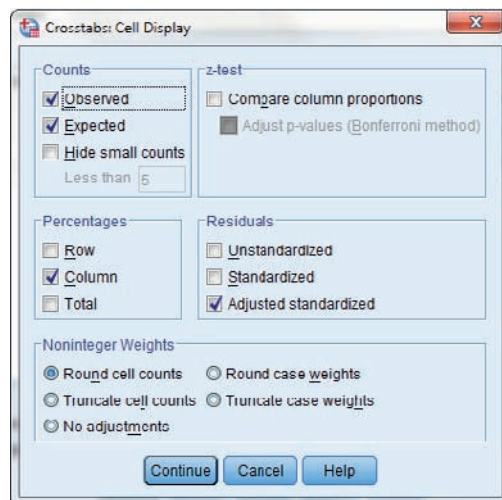 Crosstabs: Cell Display
Counts
Observed
Expected
Hide small counts
Less than 5
z-test
Compare column proportions
Adjust p-values (Bonferroni method)
Percentages
Row
Column
Total
Residuals
Unstandardized
Standardized
Adjusted standardized
Noninteger Weights
Round cell counts
Round case weights
Truncate cell counts
Truncate case weights
No adjustments
Continue
Cancel
Help